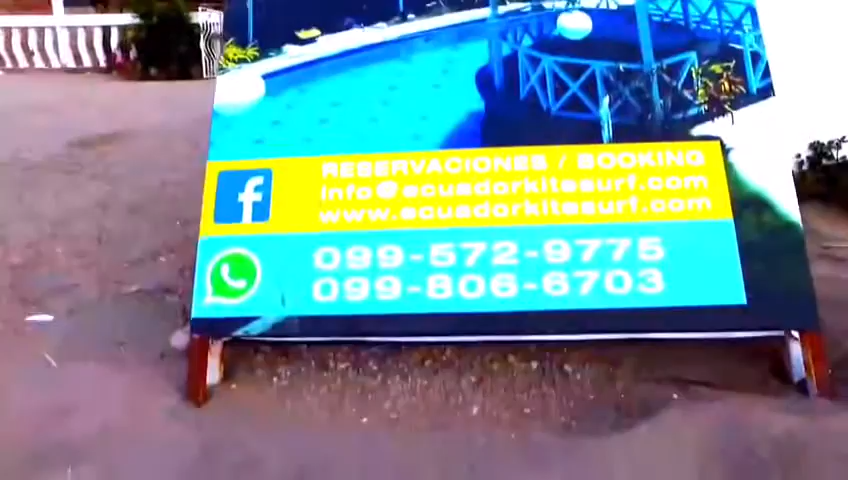 RESERVACIONES / BOOKING
info@ecuadorkitesurf.com
www.ecuadorkitesurf.com
099-572-9775
099-806-6703